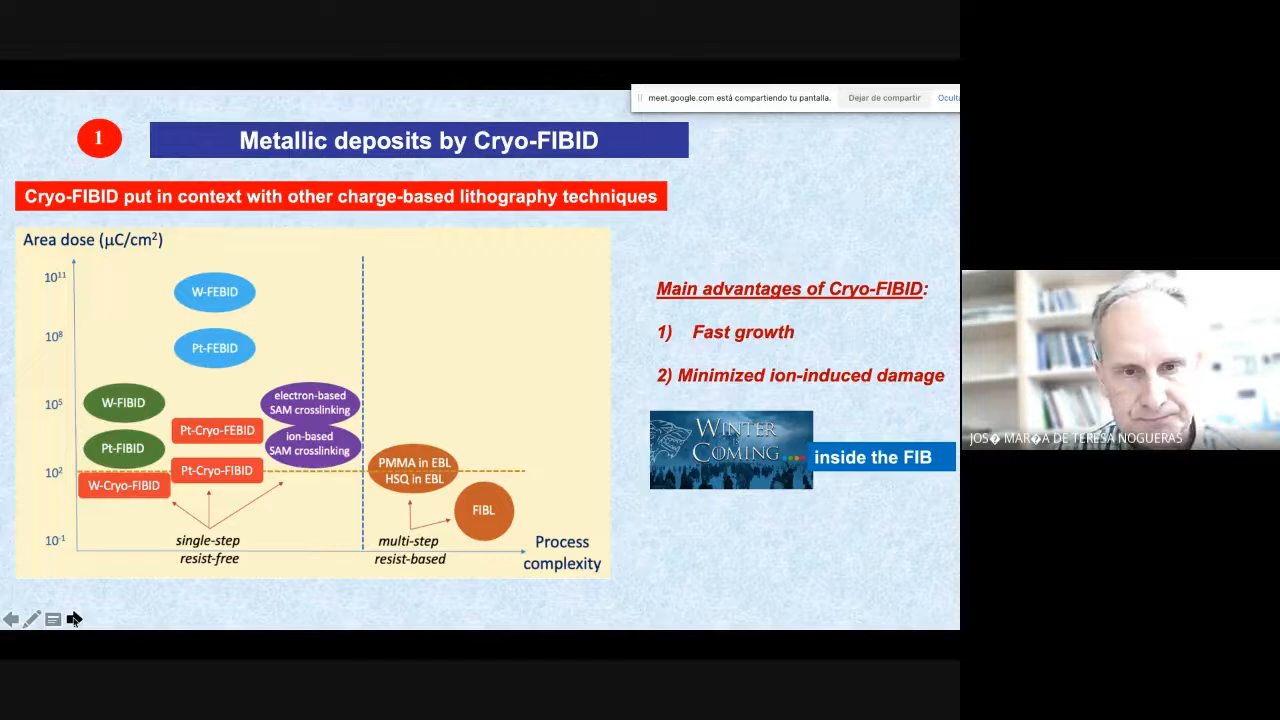 meet.google.com está compartiendo tu pantalla.
Dejar de compartir
1
Metallic deposits by Cryo-FIBID
Cryo-FIBID put in context with other charge-based lithography techniques
Area dose (μC/cm²)
10¹¹
10⁸
10⁵
10²
10⁻¹
W-FEBID
Pt-FEBID
W-FIBID
electron-based
SAM crosslinking
Pt-Cryo-FEBID
Pt-FIBID
ion-based
SAM crosslinking
Pt-Cryo-FIBID
W-Cryo-FIBID
PMMA in EBL
HSQ in EBL
FIBL
single-step
resist-free
multi-step
resist-based
Process
complexity
Main advantages of Cryo-FIBID:
1) Fast growth
2) Minimized ion-induced damage
WINTER
IS
COMING
inside the FIB
JOS� MAR�A DE TERESA NOGUERAS